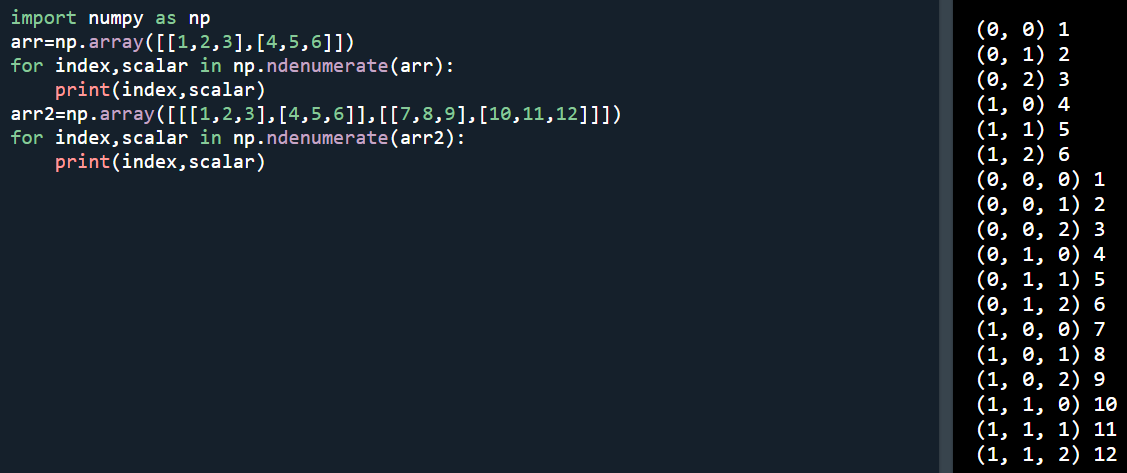 import numpy as np
arr=np.array([[1,2,3],[4,5,6]])
for index,scalar in np.ndenumerate(arr):
    print(index,scalar)
arr2=np.array([[[1,2,3],[4,5,6]],[[7,8,9],[10,11,12]]])
for index,scalar in np.ndenumerate(arr2):
    print(index,scalar)
(0, 0) 1
(0, 1) 2
(0, 2) 3
(1, 0) 4
(1, 1) 5
(1, 2) 6
(0, 0, 0) 1
(0, 0, 1) 2
(0, 0, 2) 3
(0, 1, 0) 4
(0, 1, 1) 5
(0, 1, 2) 6
(1, 0, 0) 7
(1, 0, 1) 8
(1, 0, 2) 9
(1, 1, 0) 10
(1, 1, 1) 11
(1, 1, 2) 12